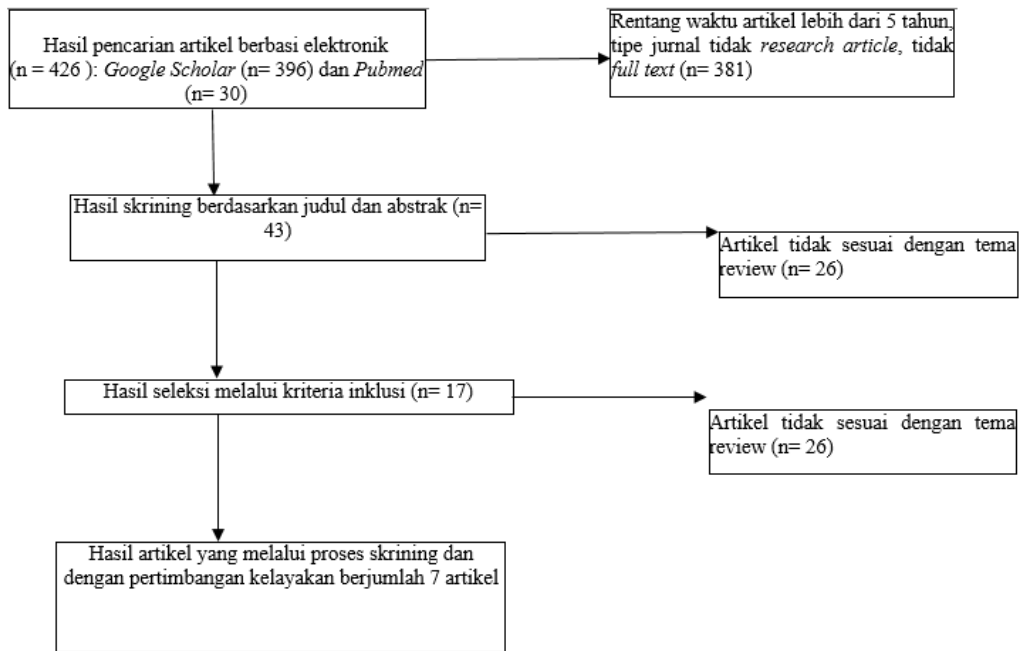 Hasil pencarian artikel berbasi elektronik
(n = 426 ): Google Scholar (n= 396) dan Pubmed
(n= 30)
Rentang waktu artikel lebih dari 5 tahun,
tipe jurnal tidak research article, tidak
full text (n= 381)
Hasil skrining berdasarkan judul dan abstrak (n=
43)
Artikel tidak sesuai dengan tema
review (n= 26)
Hasil seleksi melalui kriteria inklusi (n= 17)
Artikel tidak sesuai dengan tema
review (n= 26)
Hasil artikel yang melalui proses skrining dan
dengan pertimbangan kelayakan berjumlah 7 artikel